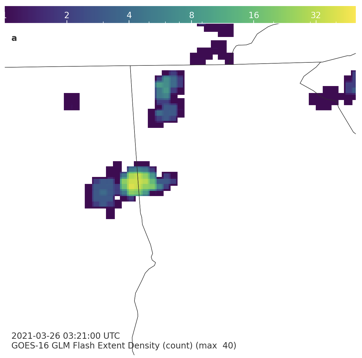 1 2 4 8 16 32
a
2021-03-26 03:21:00 UTC
GOES-16 GLM Flash Extent Density (count) (max  40)